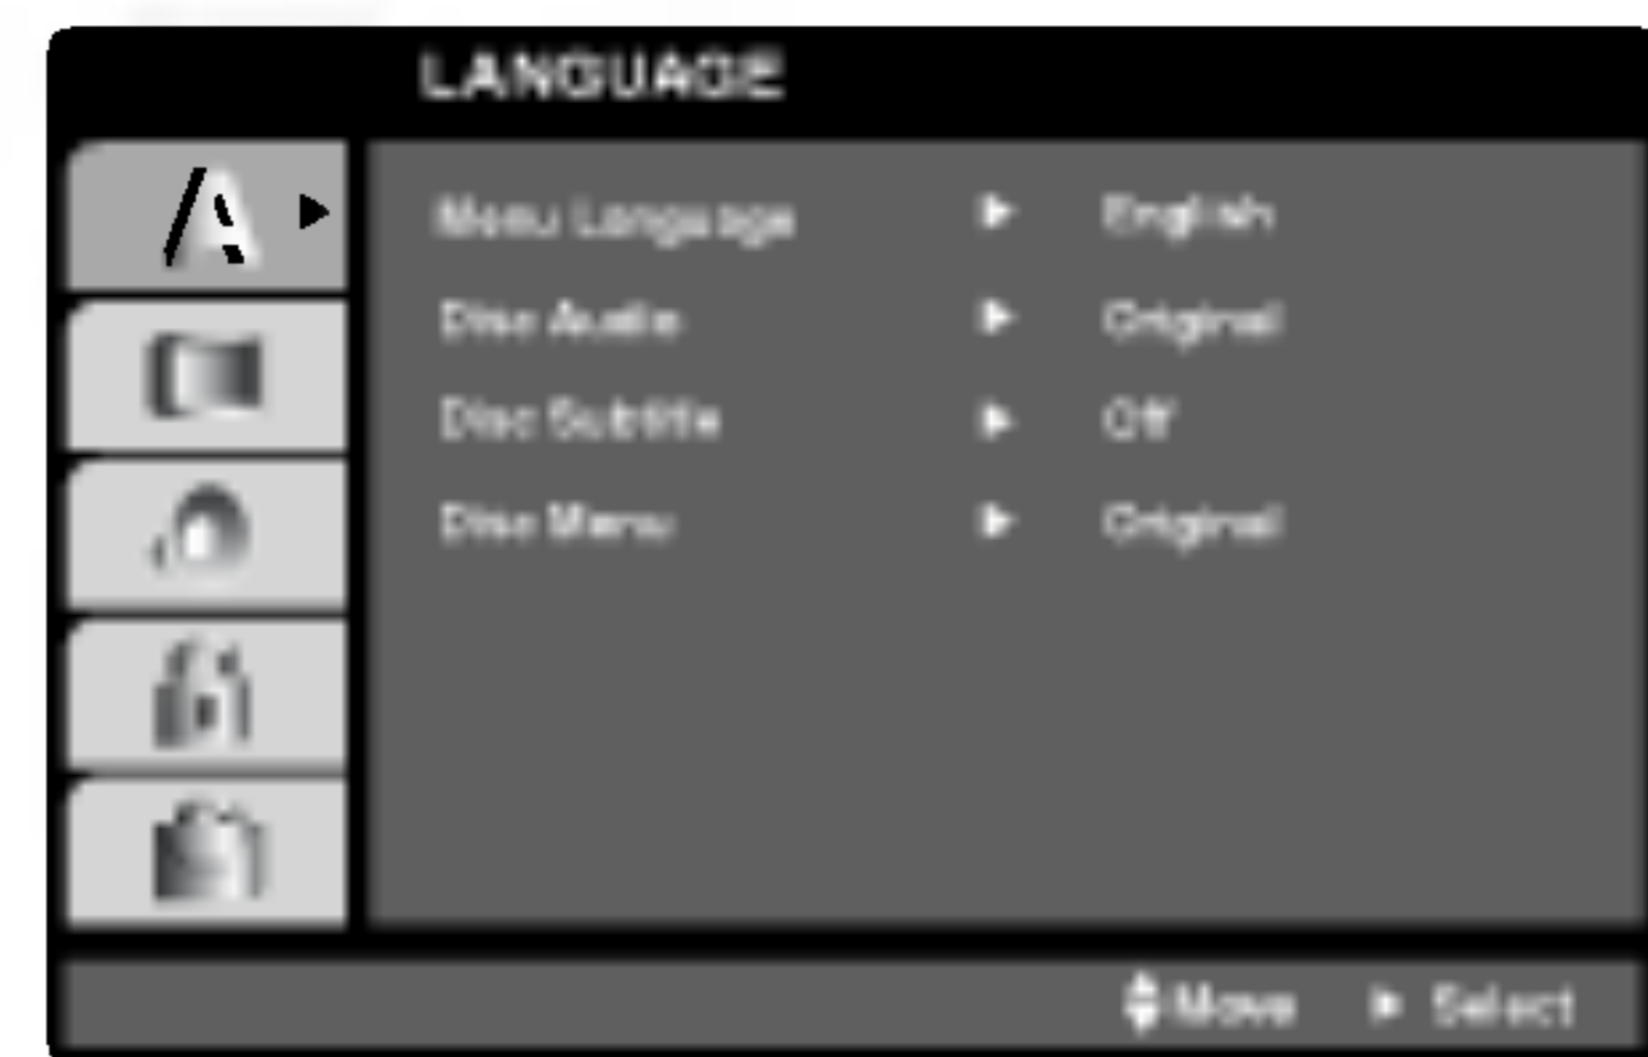 LANGUAGE
Menu Language ► English
Disc Audio ► Original
Disc Subtitle ► Off
Disc Menu ► Original
Move ► Select